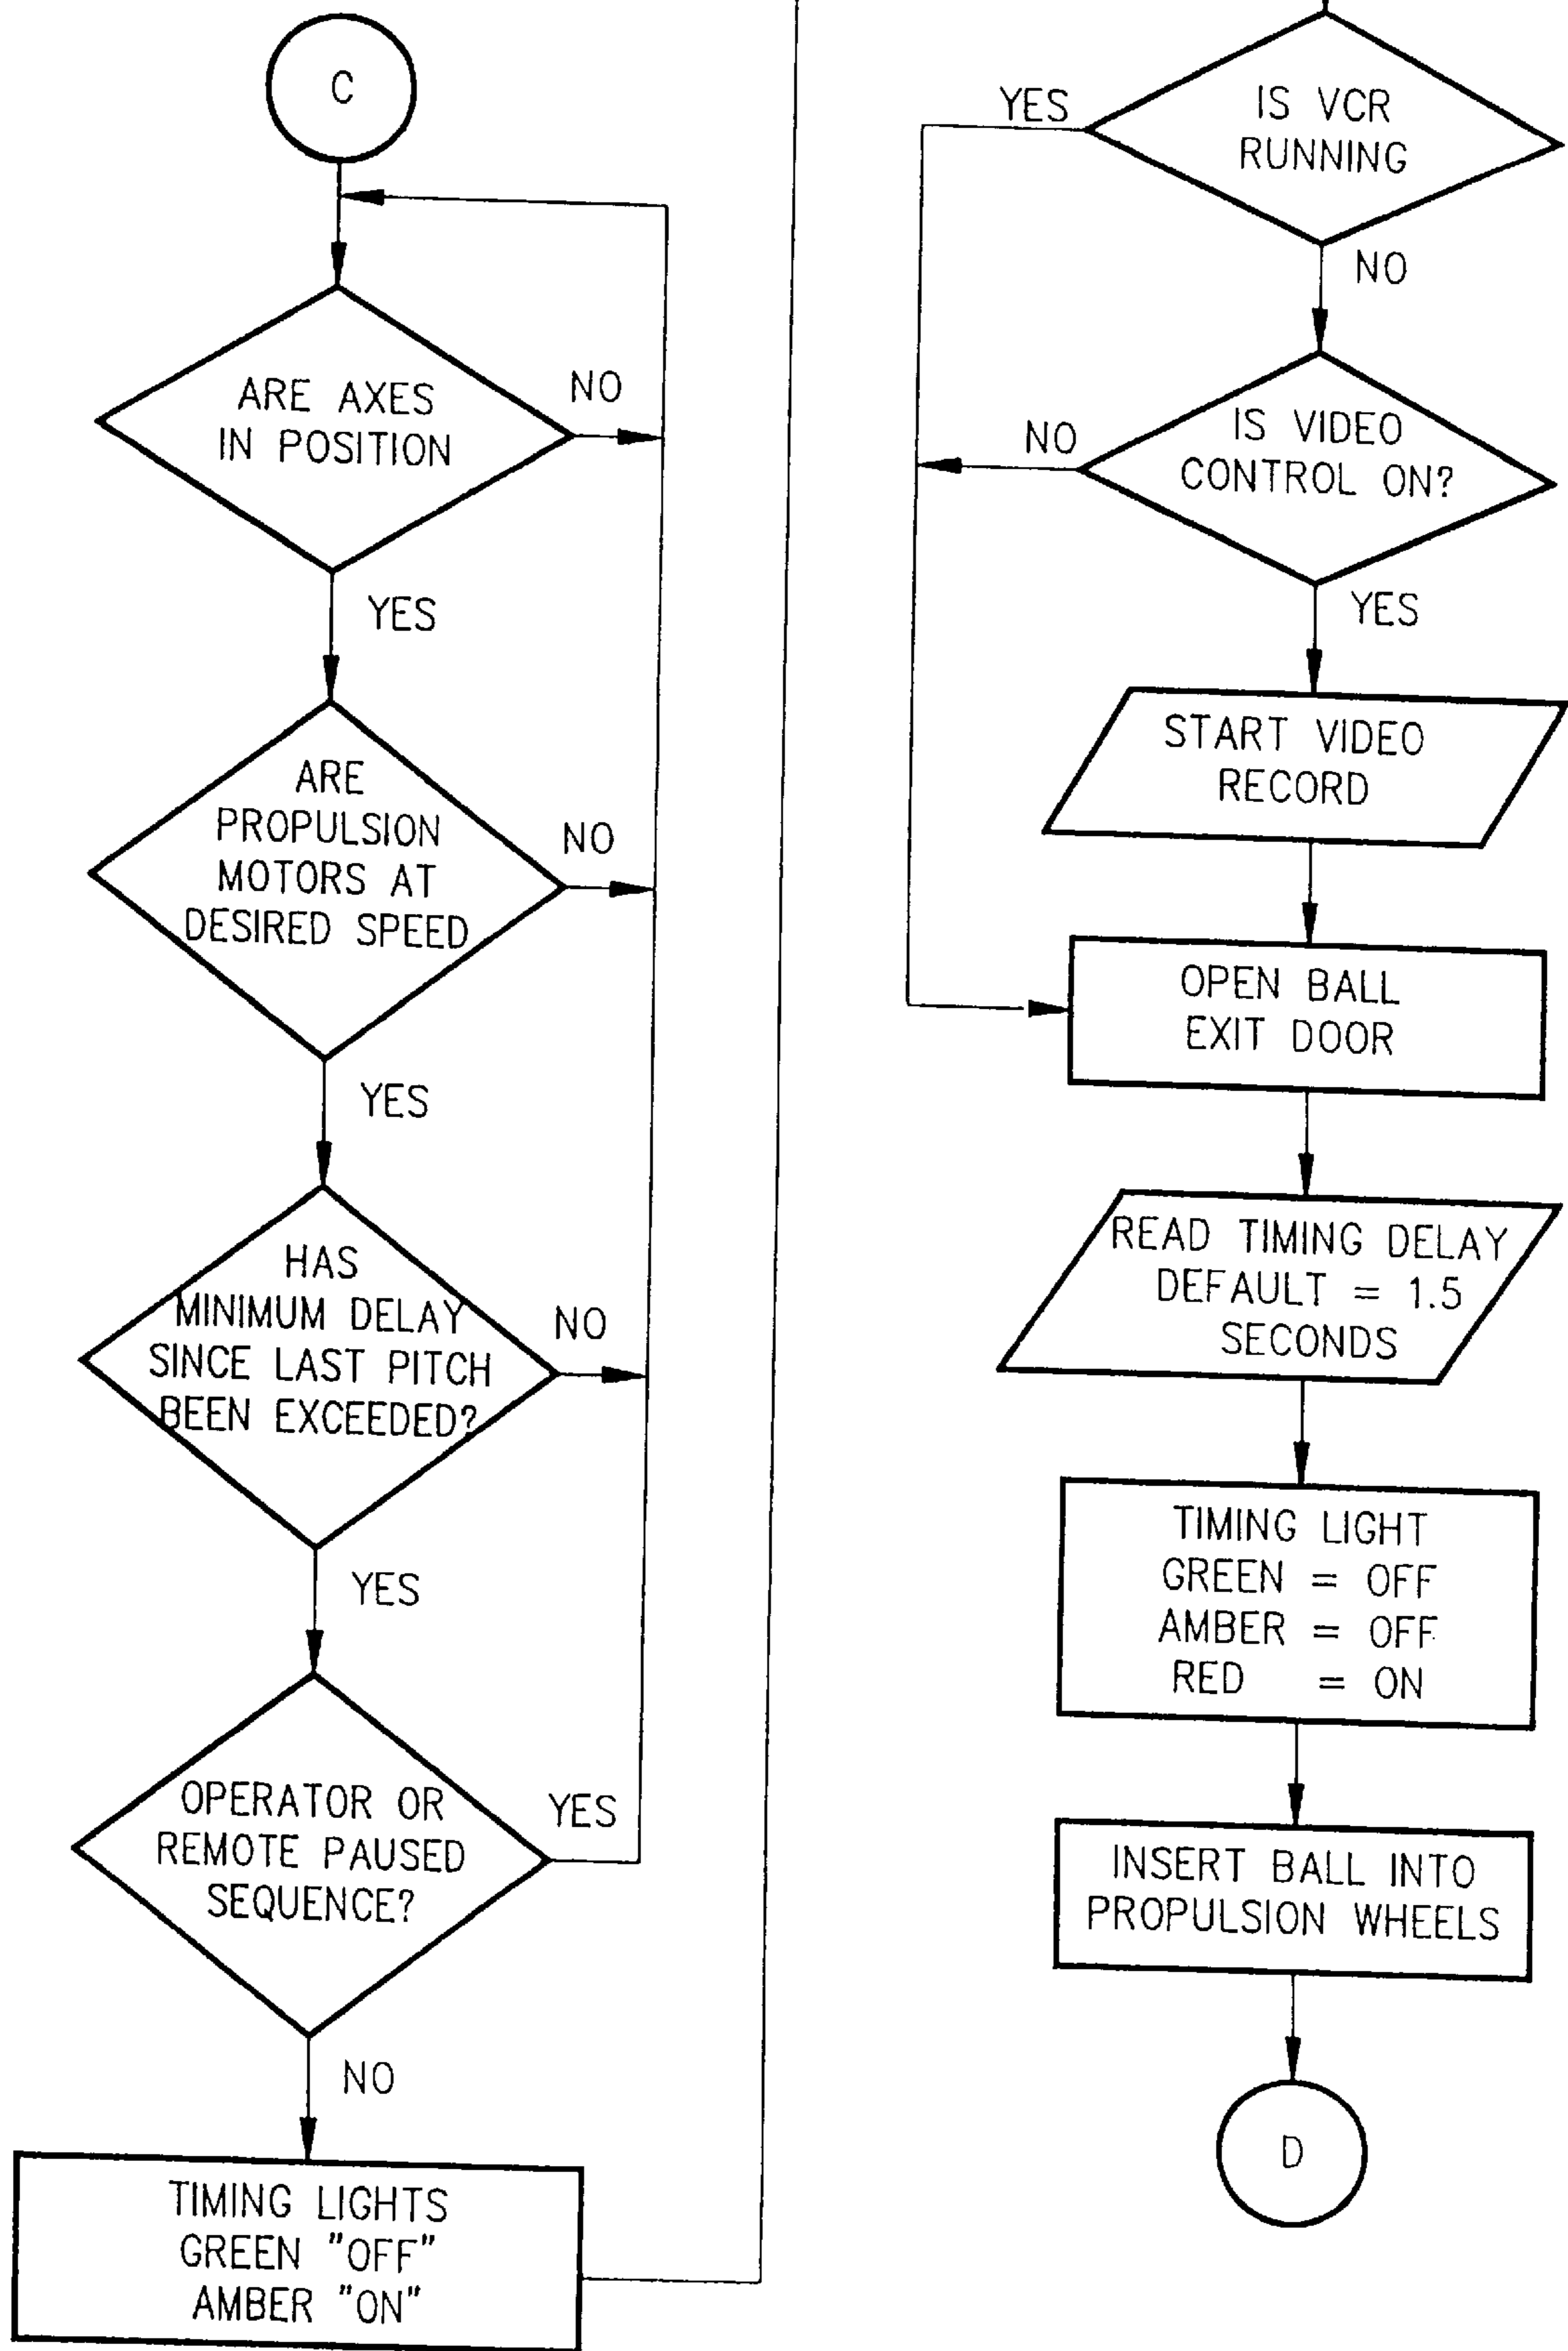 C
ARE AXES
IN POSITION
NO
YES
ARE
PROPULSION
MOTORS AT
DESIRED SPEED
NO
YES
HAS
MINIMUM DELAY
SINCE LAST PITCH
BEEN EXCEEDED?
NO
YES
OPERATOR OR
REMOTE PAUSED
SEQUENCE?
YES
NO
TIMING LIGHTS
GREEN "OFF"
AMBER "ON"
IS VCR
RUNNING
YES
NO
IS VIDEO
CONTROL ON?
NO
YES
START VIDEO
RECORD
OPEN BALL
EXIT DOOR
READ TIMING DELAY
DEFAULT = 1.5
SECONDS
TIMING LIGHT
GREEN = OFF
AMBER = OFF
RED = ON
INSERT BALL INTO
PROPULSION WHEELS
D